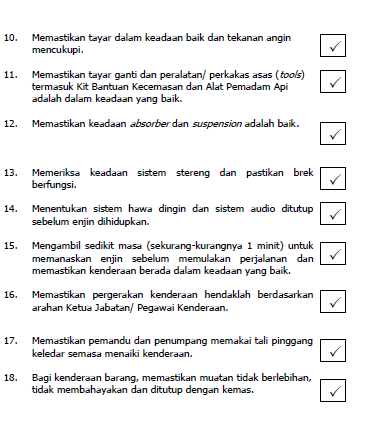 10. Memastikan tayar dalam keadaan baik dan tekanan angin
mencukupi. ✓
11. Memastikan tayar ganti dan peralatan/ perkakas asas (tools)
termasuk Kit Bantuan Kecemasan dan Alat Pemadam Api
adalah dalam keadaan yang baik. ✓
12. Memastikan keadaan absorber dan suspension adalah baik. ✓
13. Memeriksa keadaan sistem stereng dan pastikan brek
berfungsi. ✓
14. Menentukan sistem hawa dingin dan sistem audio ditutup
sebelum enjin dihidupkan. ✓
15. Mengambil sedikit masa (sekurang-kurangnya 1 minit) untuk
memanaskan enjin sebelum memulakan perjalanan dan
memastikan kenderaan berada dalam keadaan yang baik. ✓
16. Memastikan pergerakan kenderaan hendaklah berdasarkan
arahan Ketua Jabatan/ Pegawai Kenderaan. ✓
17. Memastikan pemandu dan penumpang memakai tali pinggang
keledar semasa menaiki kenderaan. ✓
18. Bagi kenderaan barang, memastikan muatan tidak berlebihan,
tidak membahayakan dan ditutup dengan kemas. ✓